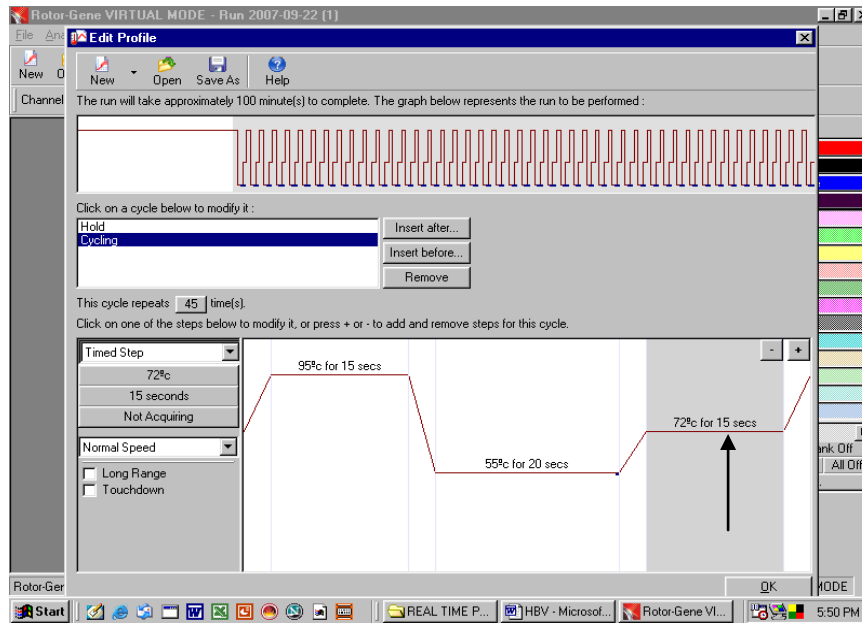 Rotor-Gene VIRTUAL MODE - Run 2007-09-22 (1)
File
Edit Profile
New
New
Open
Save As
Help
Channel
The run will take approximately 100 minute(s) to complete. The graph below represents the run to be performed :
Click on a cycle below to modify it :
Hold
Cycling
Insert after...
Insert before...
Remove
This cycle repeats 45 time(s).
Click on one of the steps below to modify it, or press + or - to add and remove steps for this cycle.
Timed Step
- +
72ºc
15 seconds
Not Acquiring
Normal Speed
Long Range
Touchdown
95ºc for 15 secs
55ºc for 20 secs
72ºc for 15 secs
ank Off
All Off
OK
Rotor-Ger
MODE
Start
REAL TIME P...
HBV - Microsof...
Rotor-Gene VI...
5:50 PM